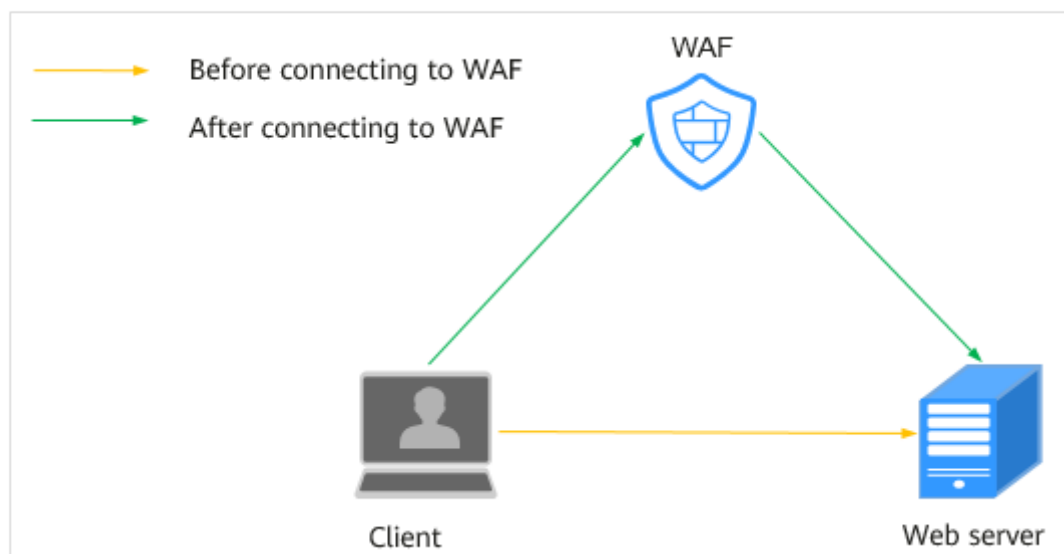 WAF
Before connecting to WAF
After connecting to WAF
Client
Web server